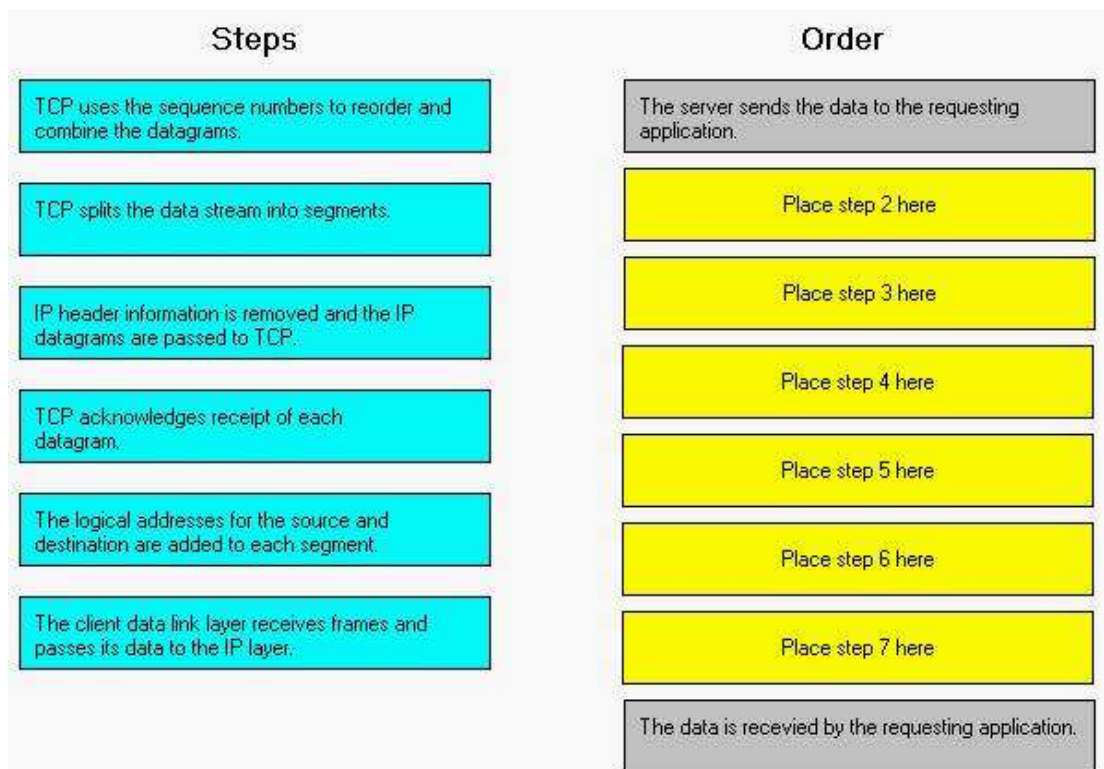 Steps
TCP uses the sequence numbers to reorder and
combine the datagrams.
TCP splits the data stream into segments.
IP header information is removed and the IP
datagrams are passed to TCP.
TCP acknowledges receipt of each
datagram.
The logical addresses for the source and
destination are added to each segment.
The client data link layer receives frames and
passes its data to the IP layer.
Order
The server sends the data to the requesting
application.
Place step 2 here
Place step 3 here
Place step 4 here
Place step 5 here
Place step 6 here
Place step 7 here
The data is recevied by the requesting application.